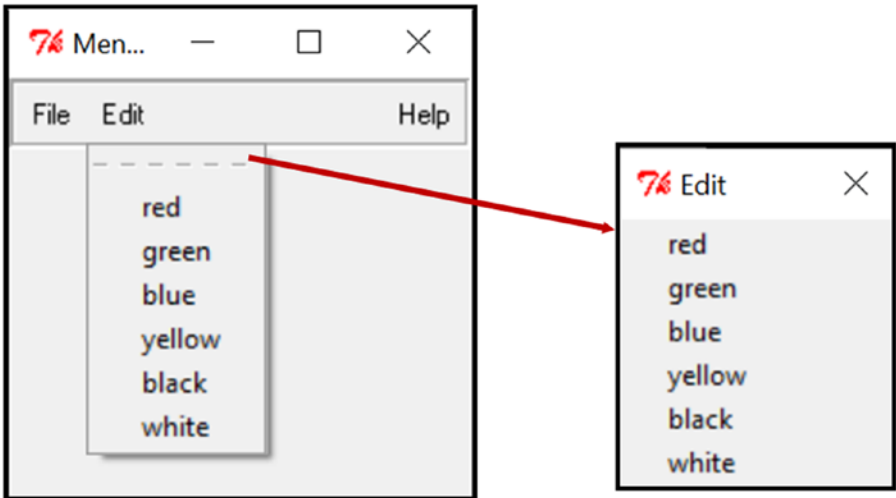 Men...
File Edit Help
red
green
blue
yellow
black
white
Edit
red
green
blue
yellow
black
white